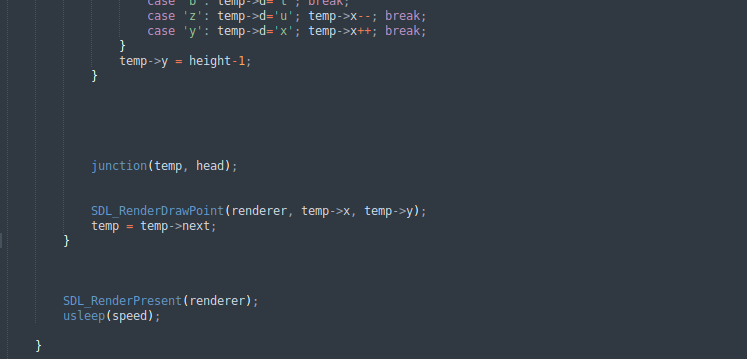 case 'b': temp->d='t'; break;
case 'z': temp->d='u'; temp->x--; break;
case 'y': temp->d='x'; temp->x++; break;
}
temp->y = height-1;
}
junction(temp, head);
SDL_RenderDrawPoint(renderer, temp->x, temp->y);
temp = temp->next;
}
SDL_RenderPresent(renderer);
usleep(speed);
}